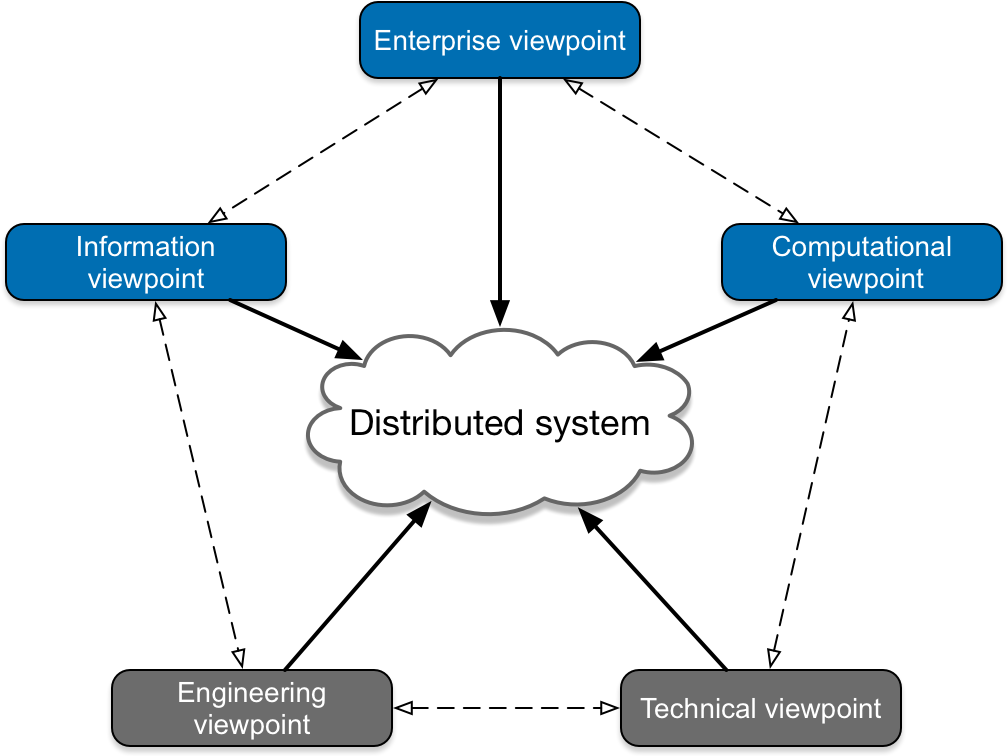 Enterprise viewpoint
Information
viewpoint
Computational
viewpoint
Distributed system
Engineering
viewpoint
Technical viewpoint